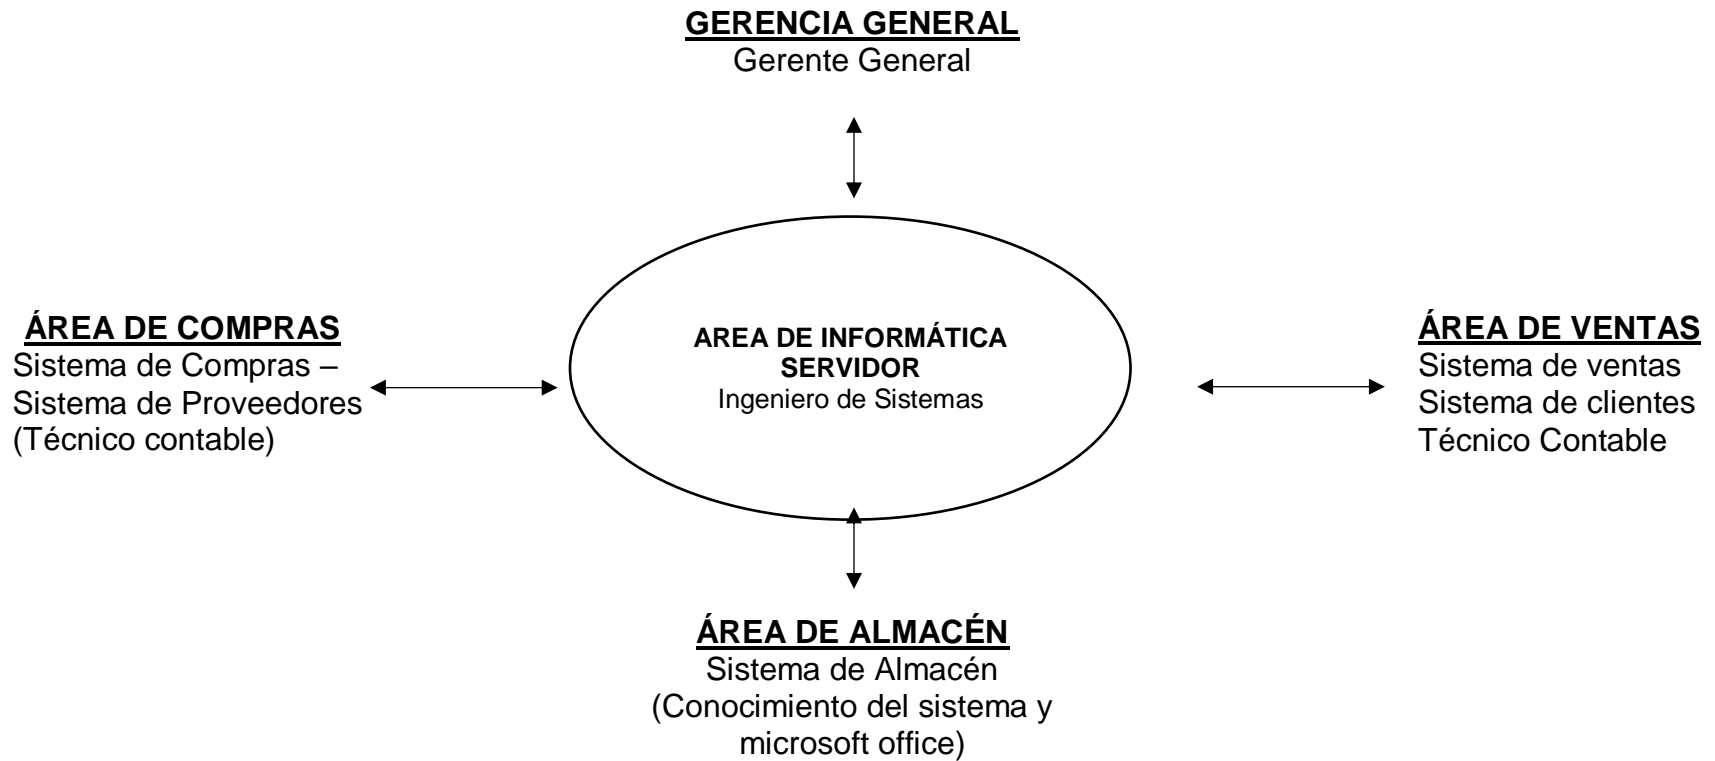 GERENCIA GENERAL
Gerente General
ÁREA DE COMPRAS
Sistema de Compras –
Sistema de Proveedores
(Técnico contable)
AREA DE INFORMÁTICA
SERVIDOR
Ingeniero de Sistemas
ÁREA DE VENTAS
Sistema de ventas
Sistema de clientes
Técnico Contable
ÁREA DE ALMACÉN
Sistema de Almacén
(Conocimiento del sistema y
microsoft office)